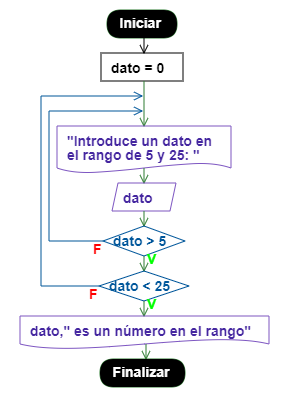 Iniciar
dato = 0
"Introduce un dato en
el rango de 5 y 25: "
dato
dato > 5
F
V
dato < 25
F
V
dato," es un número en el rango"
Finalizar